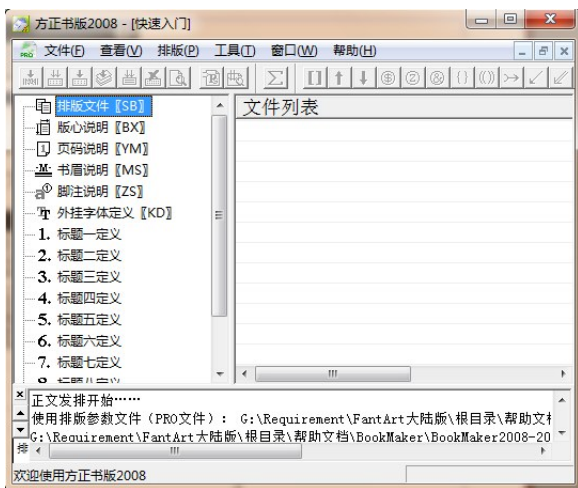 方正书版2008 - [快速入门]
文件(F) 查看(V) 排版(P) 工具(T) 窗口(W) 帮助(H)
排版文件〖SB〗
版心说明〖BX〗
页码说明〖YM〗
书眉说明〖MS〗
脚注说明〖ZS〗
外挂字体定义〖KD〗
1. 标题一定义
2. 标题二定义
3. 标题三定义
4. 标题四定义
5. 标题五定义
6. 标题六定义
7. 标题七定义
文件列表
正文发排开始……
使用排版参数文件（PRO文件）: G:\Requirement\FantArt大陆版\根目录\帮助文
G:\Requirement\FantArt大陆版\根目录\帮助文档\BookMaker\BookMaker2008-20
排
欢迎使用方正书版2008